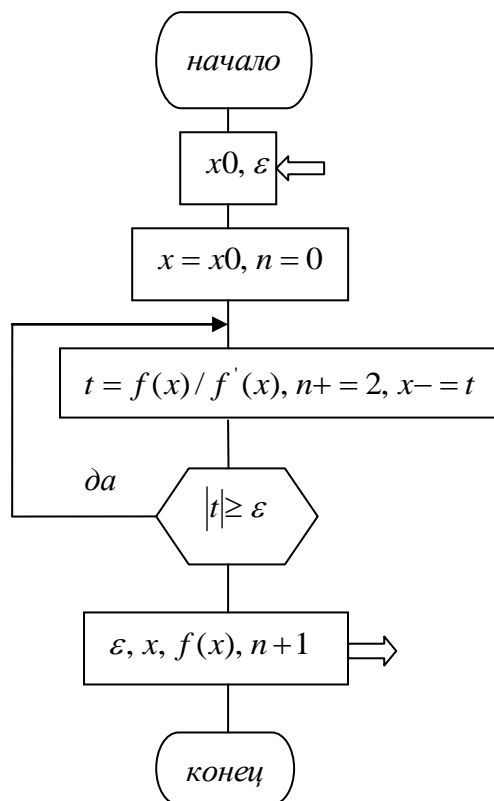 начало
x0, ε
x = x0, n = 0
t = f(x)/ f'(x), n+ = 2, x− = t
да
|t| ≥ ε
ε, x, f(x), n+1
конец